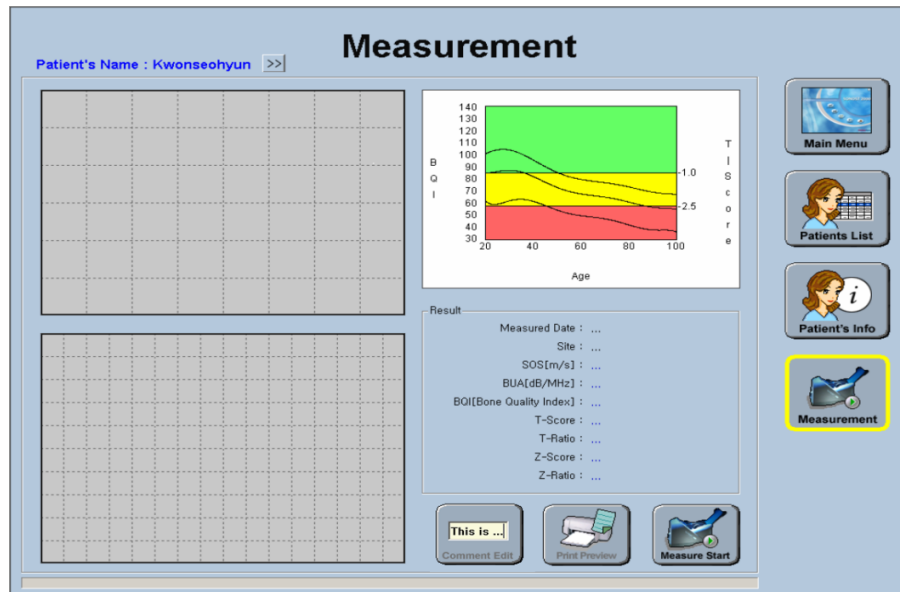 Measurement
Patient's Name : Kwonseohyun >>
140
130
120
110
100
90
80
70
60
50
40
30
BQI
20 40 60 80 100
Age
-1.0
-2.5
T|Score
Result
Measured Date : ...
Site : ...
SOS[m/s] : ...
BUA[dB/MHz] : ...
BQI[Bone Quality Index] : ...
T-Score : ...
T-Ratio : ...
Z-Score : ...
Z-Ratio : ...
This is ...
Comment Edit
Print Preview
Measure Start
Main Menu
Patients List
i
Patient's Info
Measurement